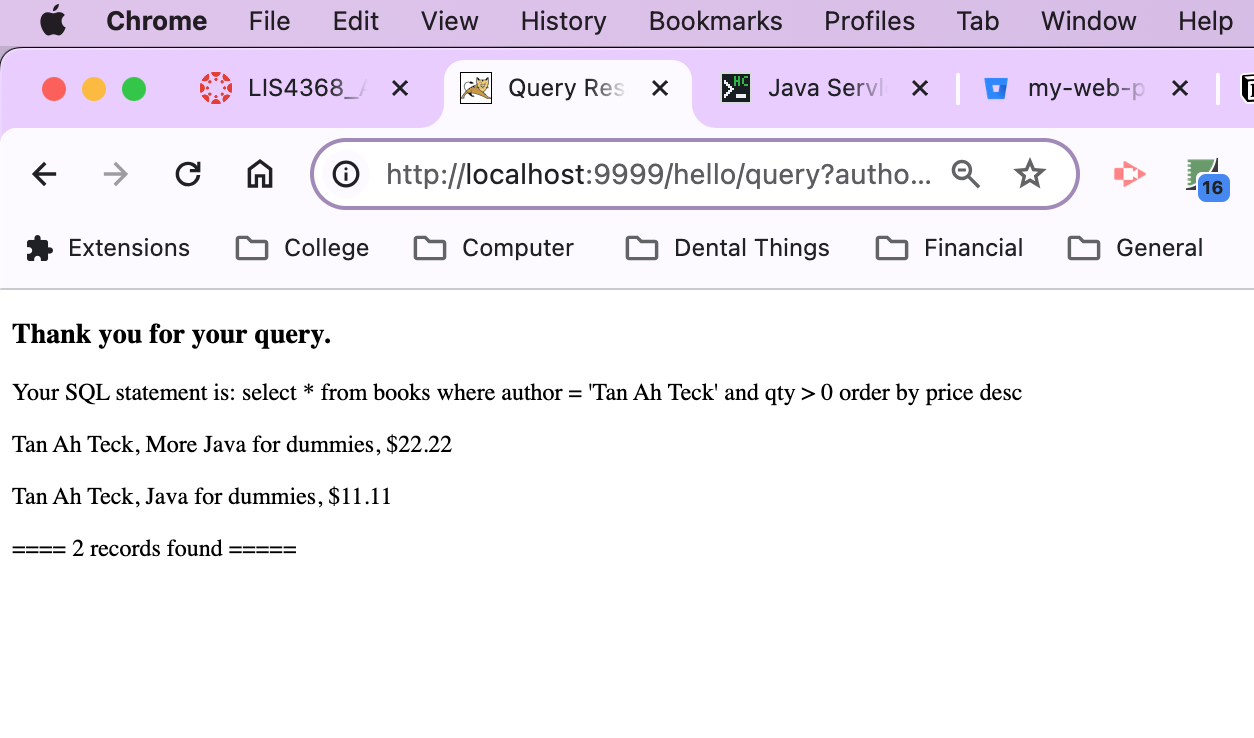 Chrome File Edit View History Bookmarks Profiles Tab Window Help
LIS4368_ Query Res Java Servl my-web-p
http://localhost:9999/hello/query?autho... 16
Extensions College Computer Dental Things Financial General
Thank you for your query.
Your SQL statement is: select * from books where author = 'Tan Ah Teck' and qty > 0 order by price desc
Tan Ah Teck, More Java for dummies, $22.22
Tan Ah Teck, Java for dummies, $11.11
==== 2 records found =====